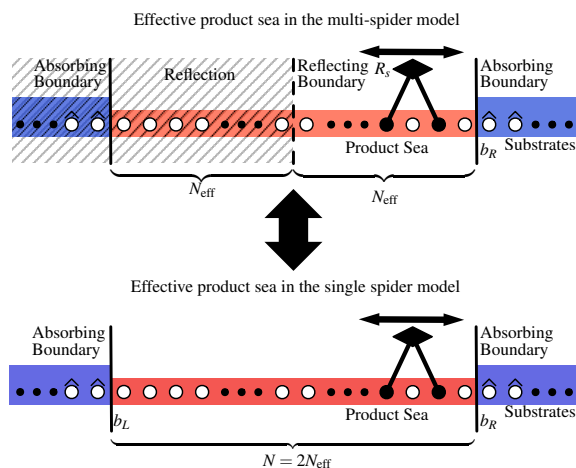 Effective product sea in the multi-spider model
Absorbing
Boundary
Reflection
Reflecting
Boundary
R_s
Absorbing
Boundary
Product Sea
b_R
Substrates
N_eff
N_eff
Effective product sea in the single spider model
Absorbing
Boundary
Absorbing
Boundary
b_L
Product Sea
b_R
Substrates
N = 2N_eff